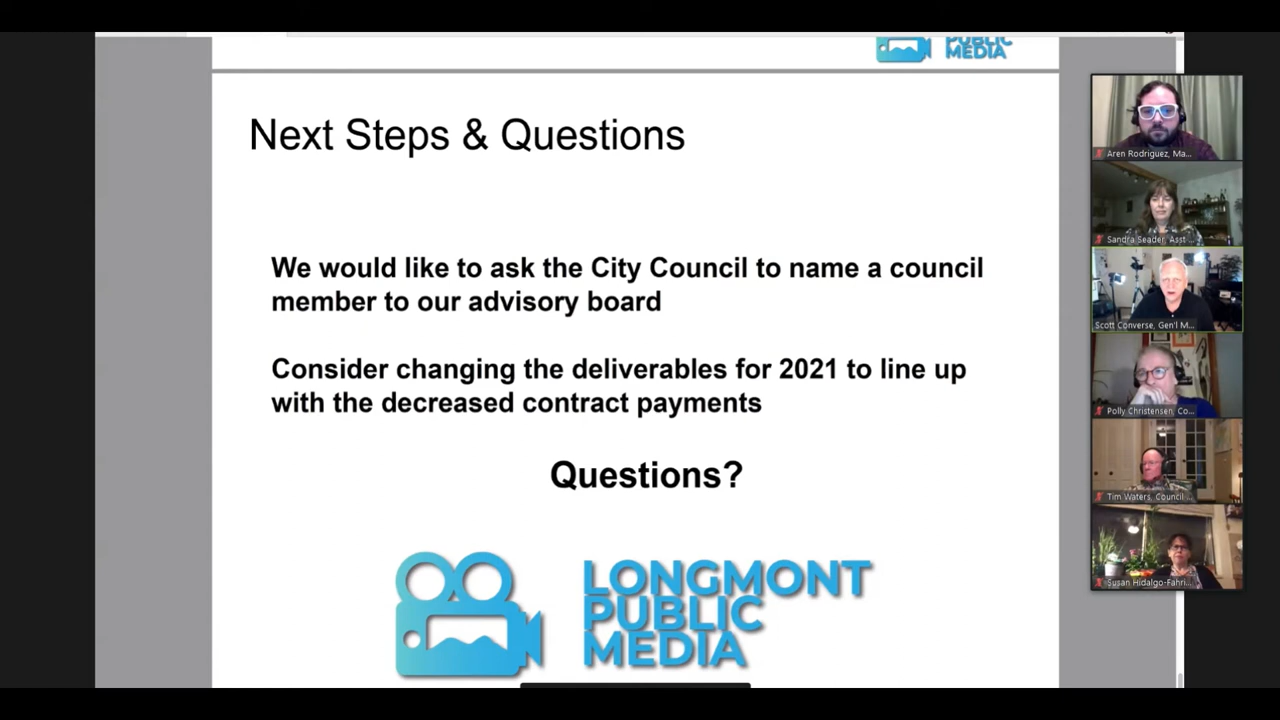 PUBLIC
MEDIA
Next Steps & Questions
We would like to ask the City Council to name a council
member to our advisory board
Consider changing the deliverables for 2021 to line up
with the decreased contract payments
Questions?
LONGMONT
PUBLIC
MEDIA
Aren Rodriguez, Ma...
Sandra Seader, Asst ...
Scott Converse, Gen'l M...
Polly Christensen, Co...
Tim Waters, Council ...
Susan Hidalgo-Fahri...